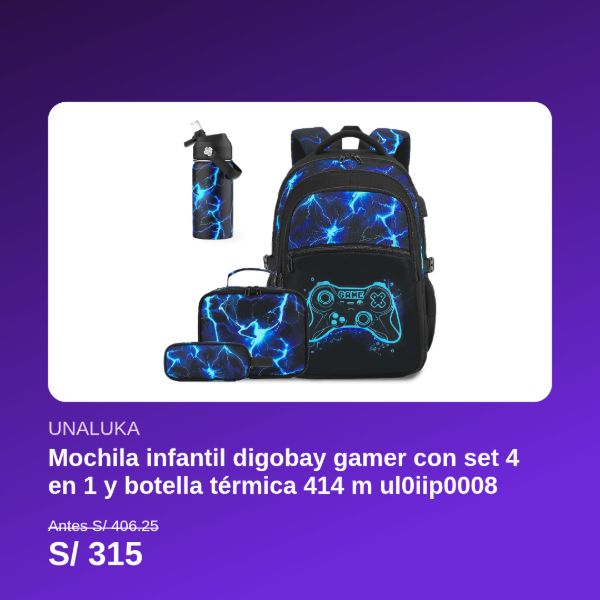 GAME
UNALUKA
Mochila infantil digobay gamer con set 4
en 1 y botella térmica 414 m ul0iip0008
Antes S/ 406.25
S/ 315